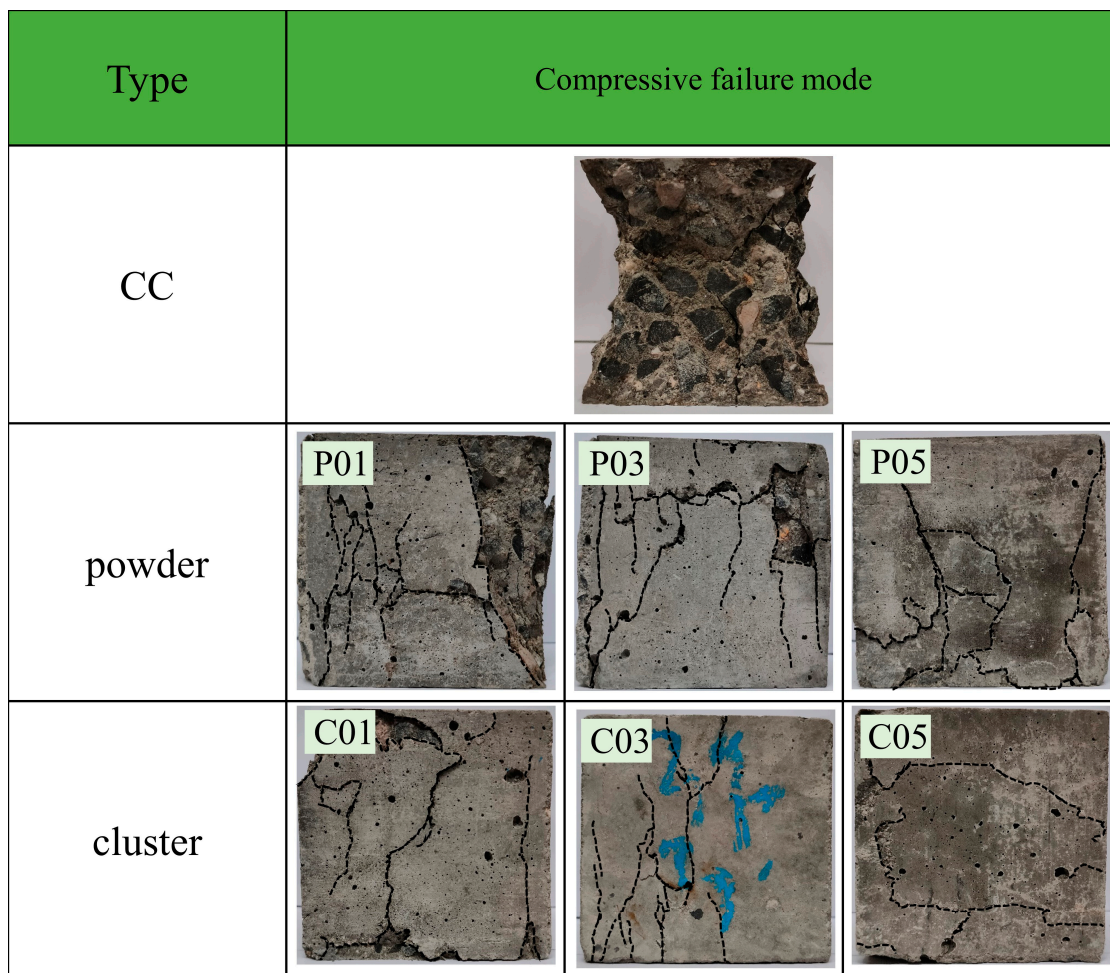 Type
Compressive failure mode
CC
powder
P01
P03
P05
cluster
C01
C03
C05